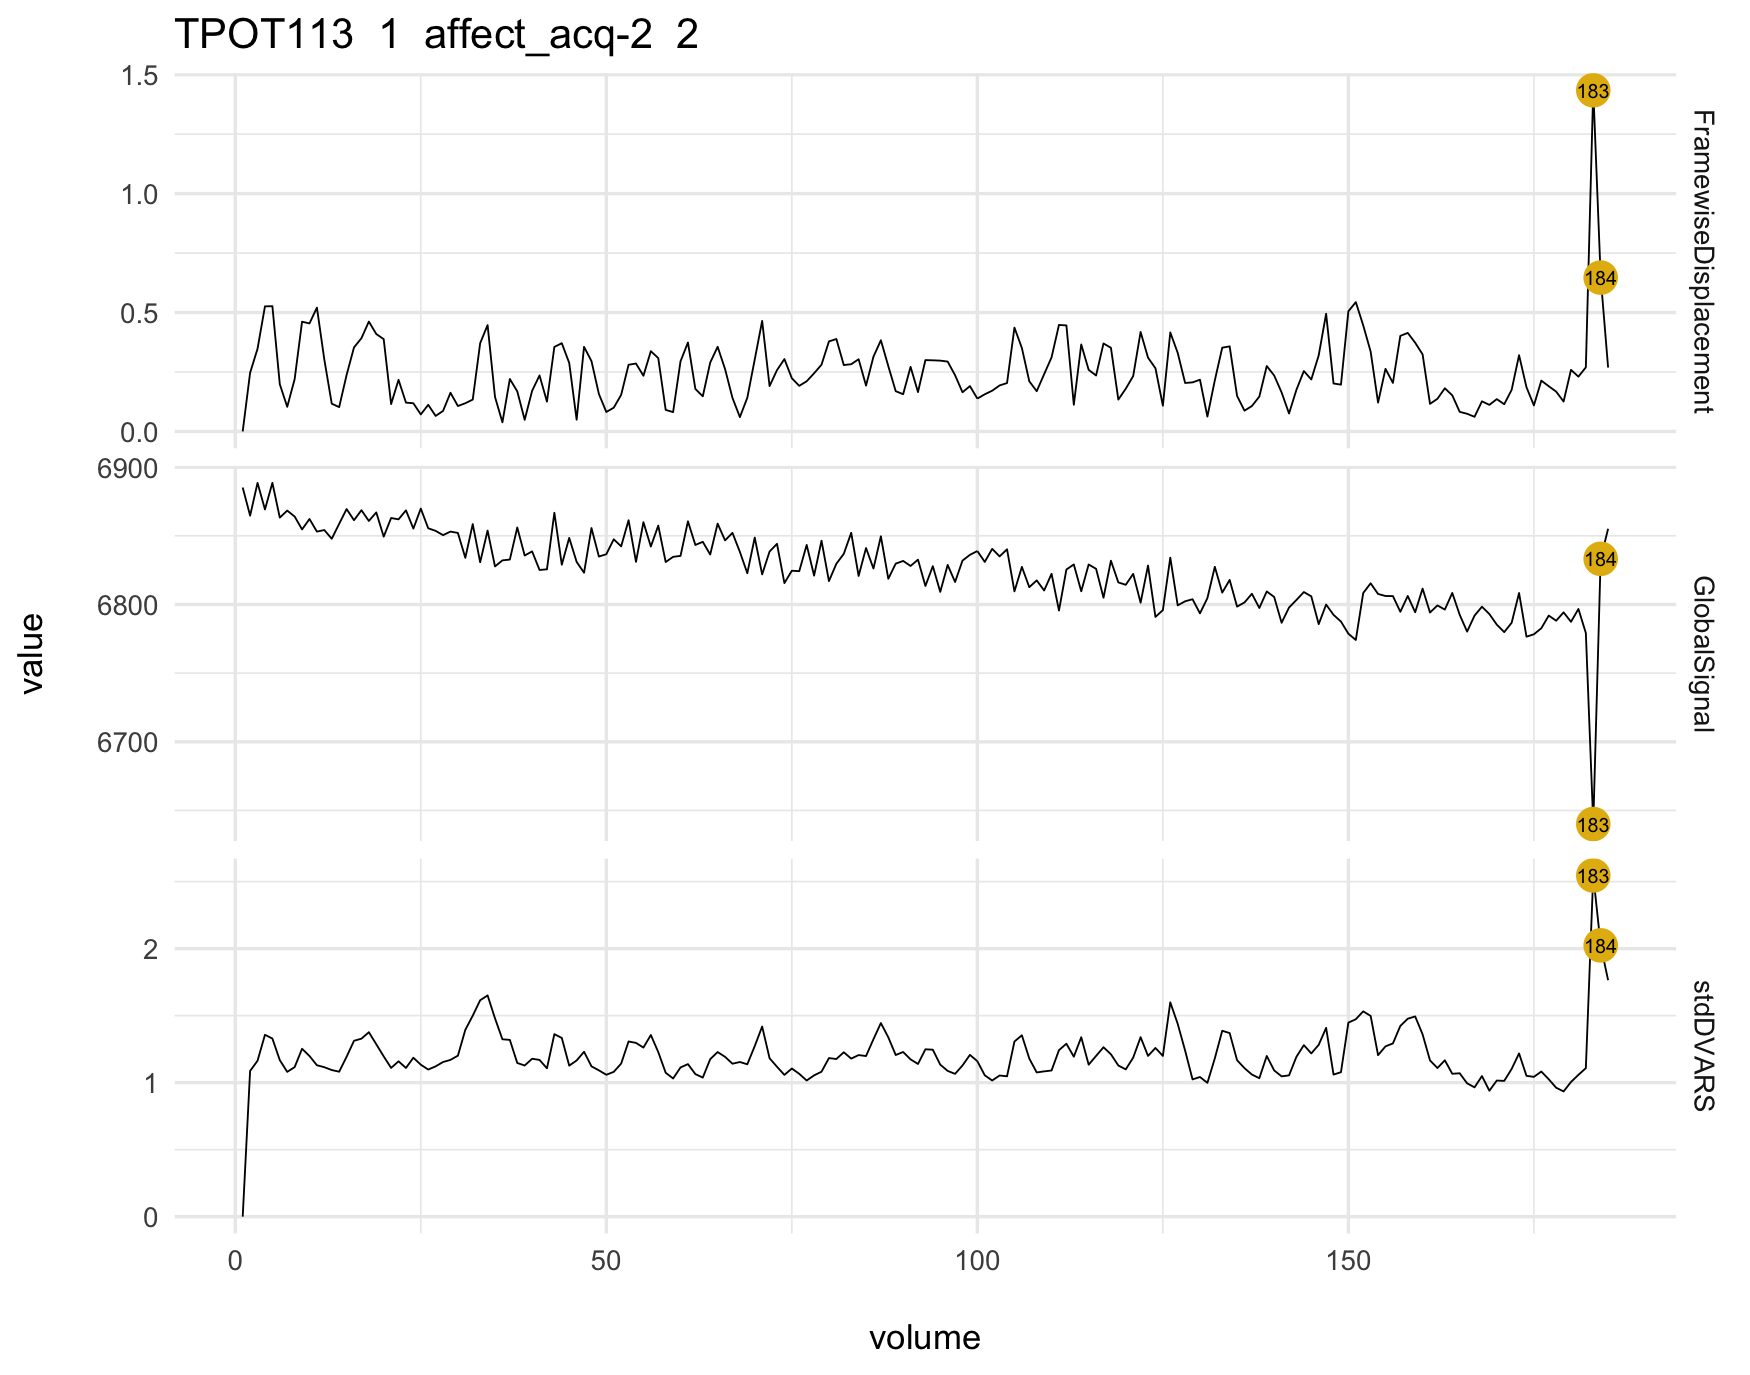 TPOT113 1 affect_acq-2 2
1.5
1.0
0.5
0.0
183
184
FramewiseDisplacement
6900
6800
6700
184
183
GlobalSignal
2
1
0
183
184
stdDVARS
value
0 50 100 150
volume